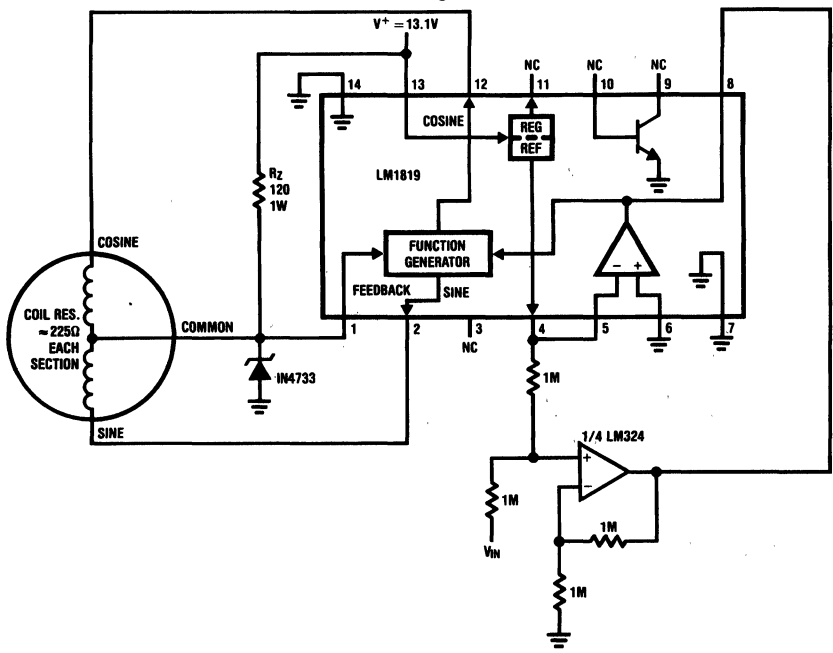 V+ = 13.1V
NC
NC
NC
14
13
12
11
10
9
8
COSINE
REG
REF
LM1819
RZ
120
1W
COSINE
FUNCTION
GENERATOR
- +
FEEDBACK
SINE
COIL RES.
≈ 225Ω
EACH
SECTION
COMMON
1
2
3
4
5
6
7
NC
IN4733
1M
SINE
1/4 LM324
+
-
1M
VIN
1M
1M